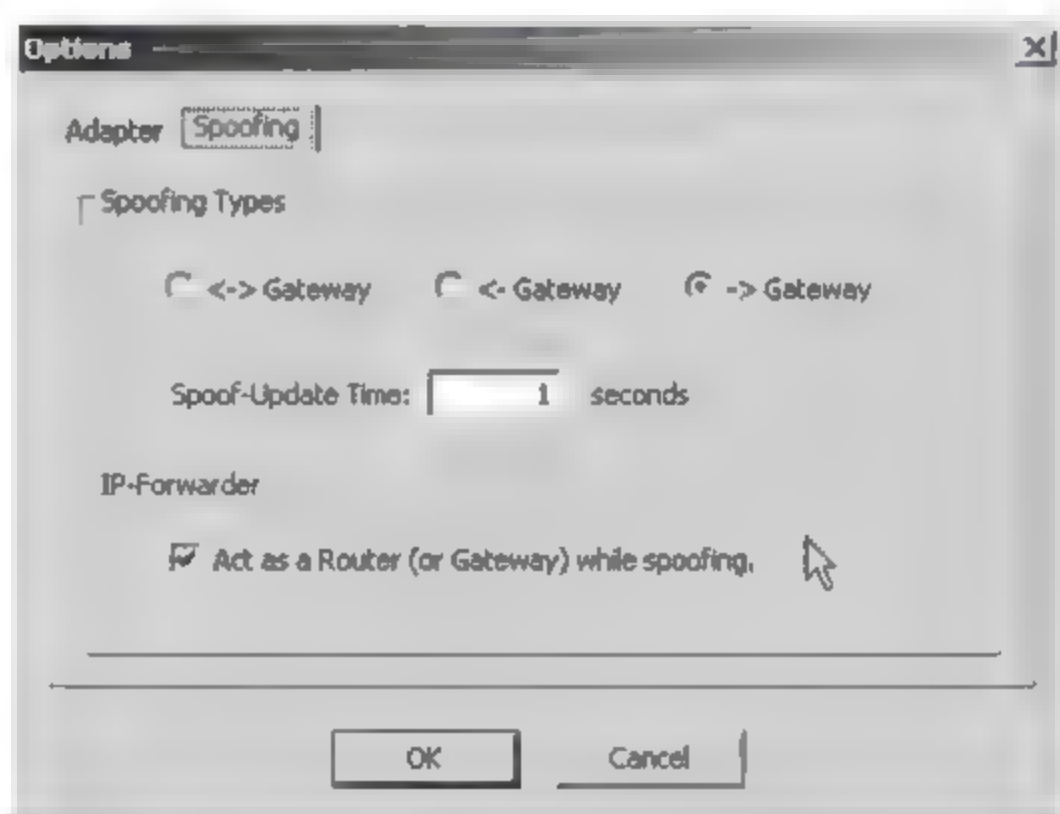 Options
Adapter Spoofing
Spoofing Types
<-> Gateway <- Gateway -> Gateway
Spoof-Update Time: 1 seconds
IP-Forwarder
Act as a Router (or Gateway) while spoofing.
OK Cancel